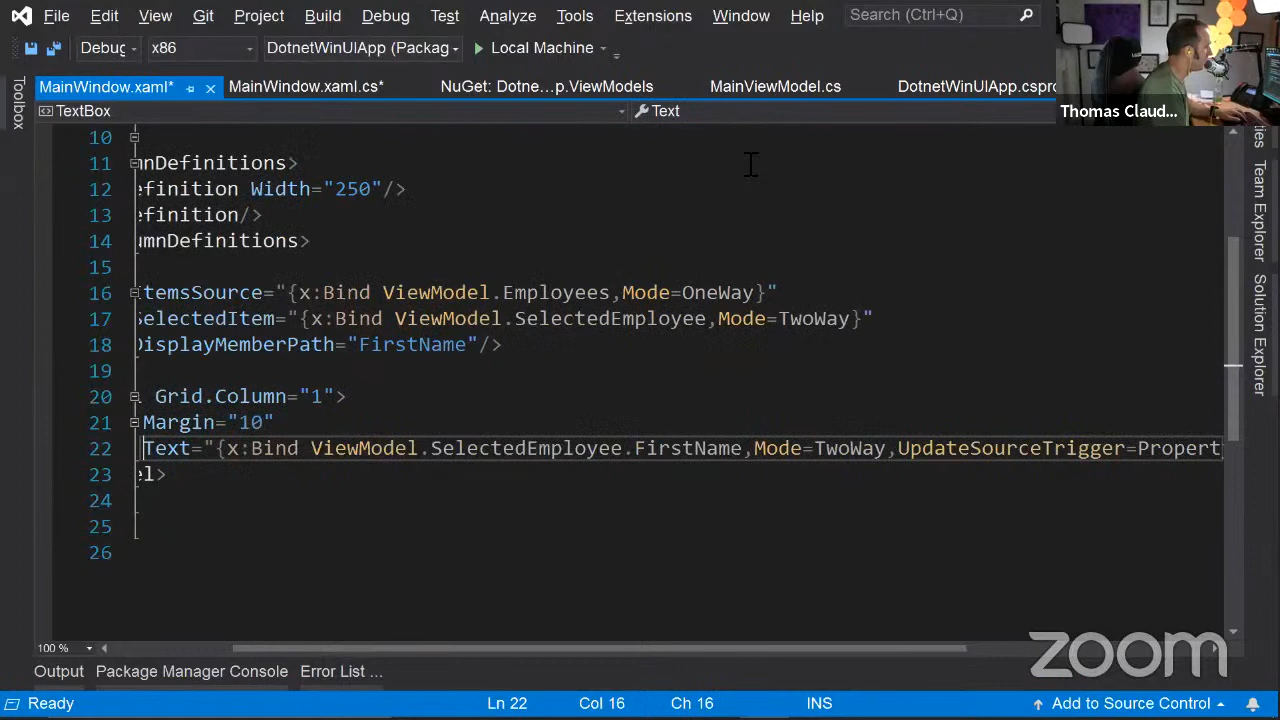 File Edit View Git Project Build Debug Test Analyze Tools Extensions Window Help Search (Ctrl+Q)
Debug x86 DotnetWinUIApp (Packag Local Machine
Toolbox
MainWindow.xaml* MainWindow.xaml.cs* NuGet: Dotne...p.ViewModels MainViewModel.cs DotnetWinUIApp.cspro
Thomas Claud...
TextBox Text
Team Explorer
Solution Explorer
10
11 mnDefinitions>
12 efinition Width="250"/>
13 efinition/>
14 umnDefinitions>
15
16 ItemsSource="{x:Bind ViewModel.Employees,Mode=OneWay}"
17 SelectedItem="{x:Bind ViewModel.SelectedEmployee,Mode=TwoWay}"
18 DisplayMemberPath="FirstName"/>
19
20 Grid.Column="1">
21 Margin="10"
22 Text="{x:Bind ViewModel.SelectedEmployee.FirstName,Mode=TwoWay,UpdateSourceTrigger=Propert
23 el>
24
25
26
100 %
zoom
Output Package Manager Console Error List ...
Ready Ln 22 Col 16 Ch 16 INS Add to Source Control